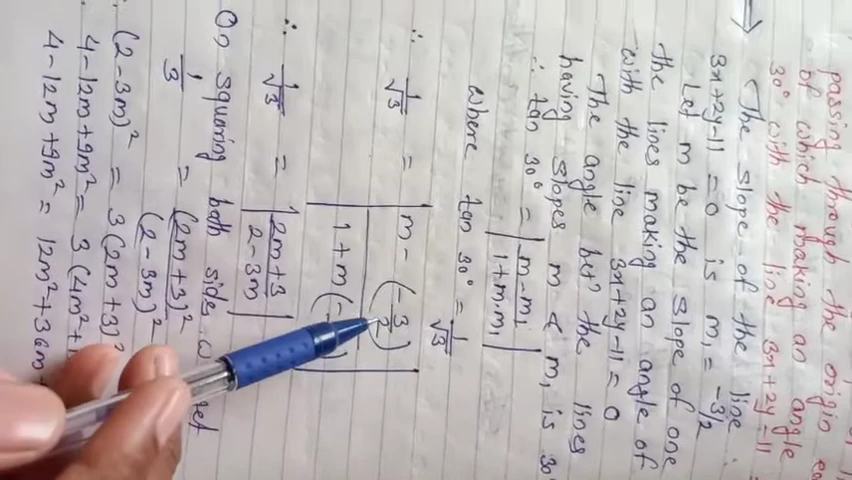 passing through the origin
of which making an angle
30° with the line 3x+2y=11
→ The slope of the line
3x+2y-11=0 is m₁ = -3/2
Let m be the slope of one
the lines making an angle of
with the line 3x+2y-11=0
The angle betⁿ the lines
having slopes m & m₁ is 30°
∴ tan 30° = |m-m₁/1+m·m₁|
where tan 30° = 1/√3
∴ 1/√3 = |m-(-3/2)/1+m(
∴ 1/√3 = |2m+3/2-3m|
On squaring both side w
1/3 = (2m+3)²/(2-3m)²
∴ (2-3m)² = 3(2m+3)²
4-12m+9m² = 3(4m²+
4-12m+9m² = 12m²+36m